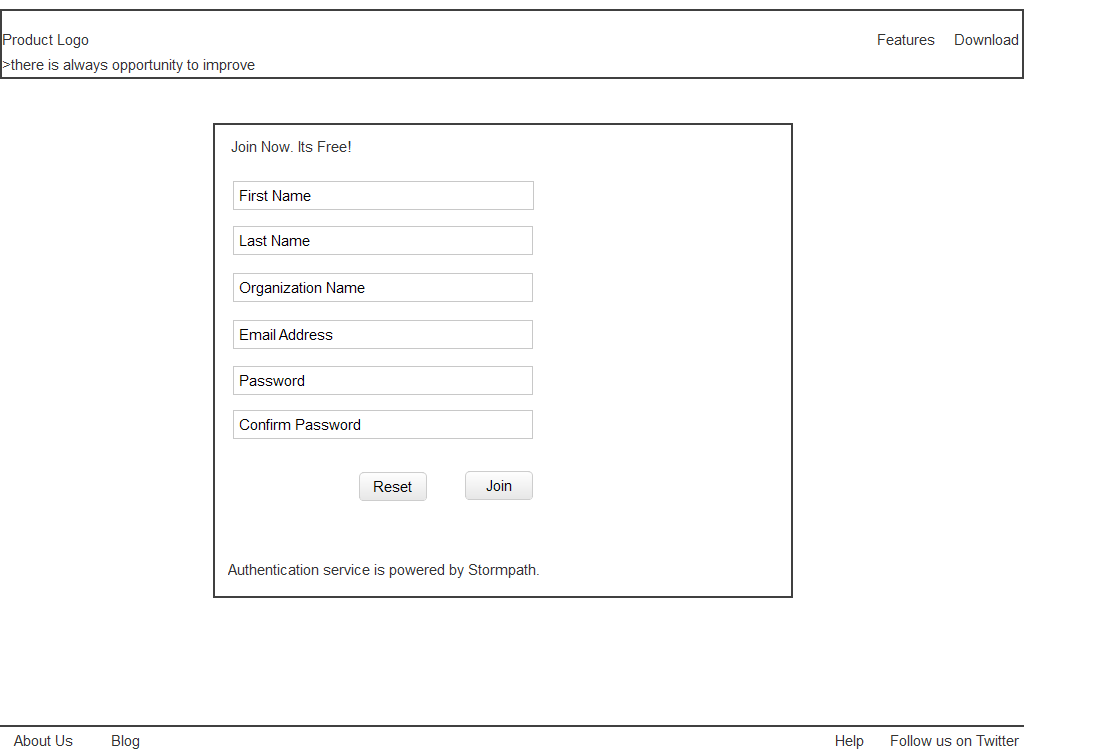 Product Logo
Features Download
>there is always opportunity to improve
Join Now. Its Free!
First Name
Last Name
Organization Name
Email Address
Password
Confirm Password
Reset Join
Authentication service is powered by Stormpath.
About Us Blog Help Follow us on Twitter